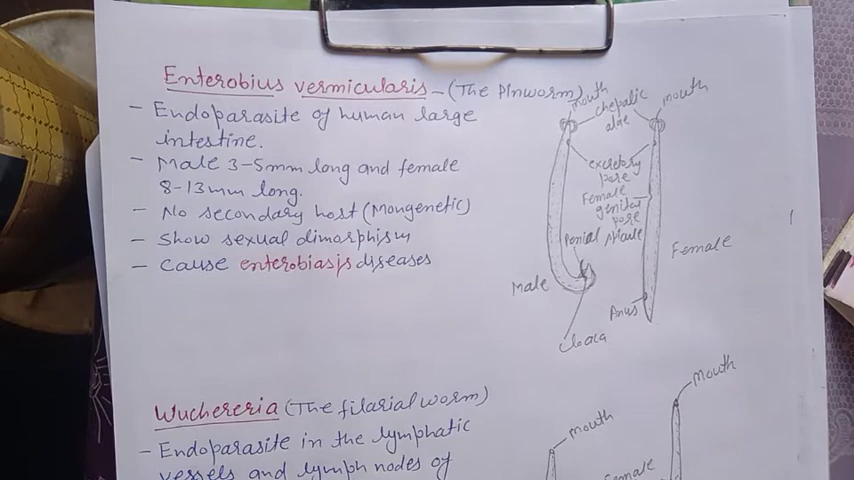 Enterobius vermicularis - (The Pinworm)
- Endoparasite of human large
intestine.
- Male 3-5mm long and female
8-13mm long.
- No secondary host (Mongenetic)
- Show sexual dimorphism
- Cause enterobiasis diseases
mouth
chepalic
alae
mouth
excretory
pore
Female
genital
pore
Penial spicule
Male
Female
Anus
Cloaca
Wuchereria (The filarial worm)
- Endoparasite in the lymphatic
vessels and lymph nodes of
mouth
Mouth
Female